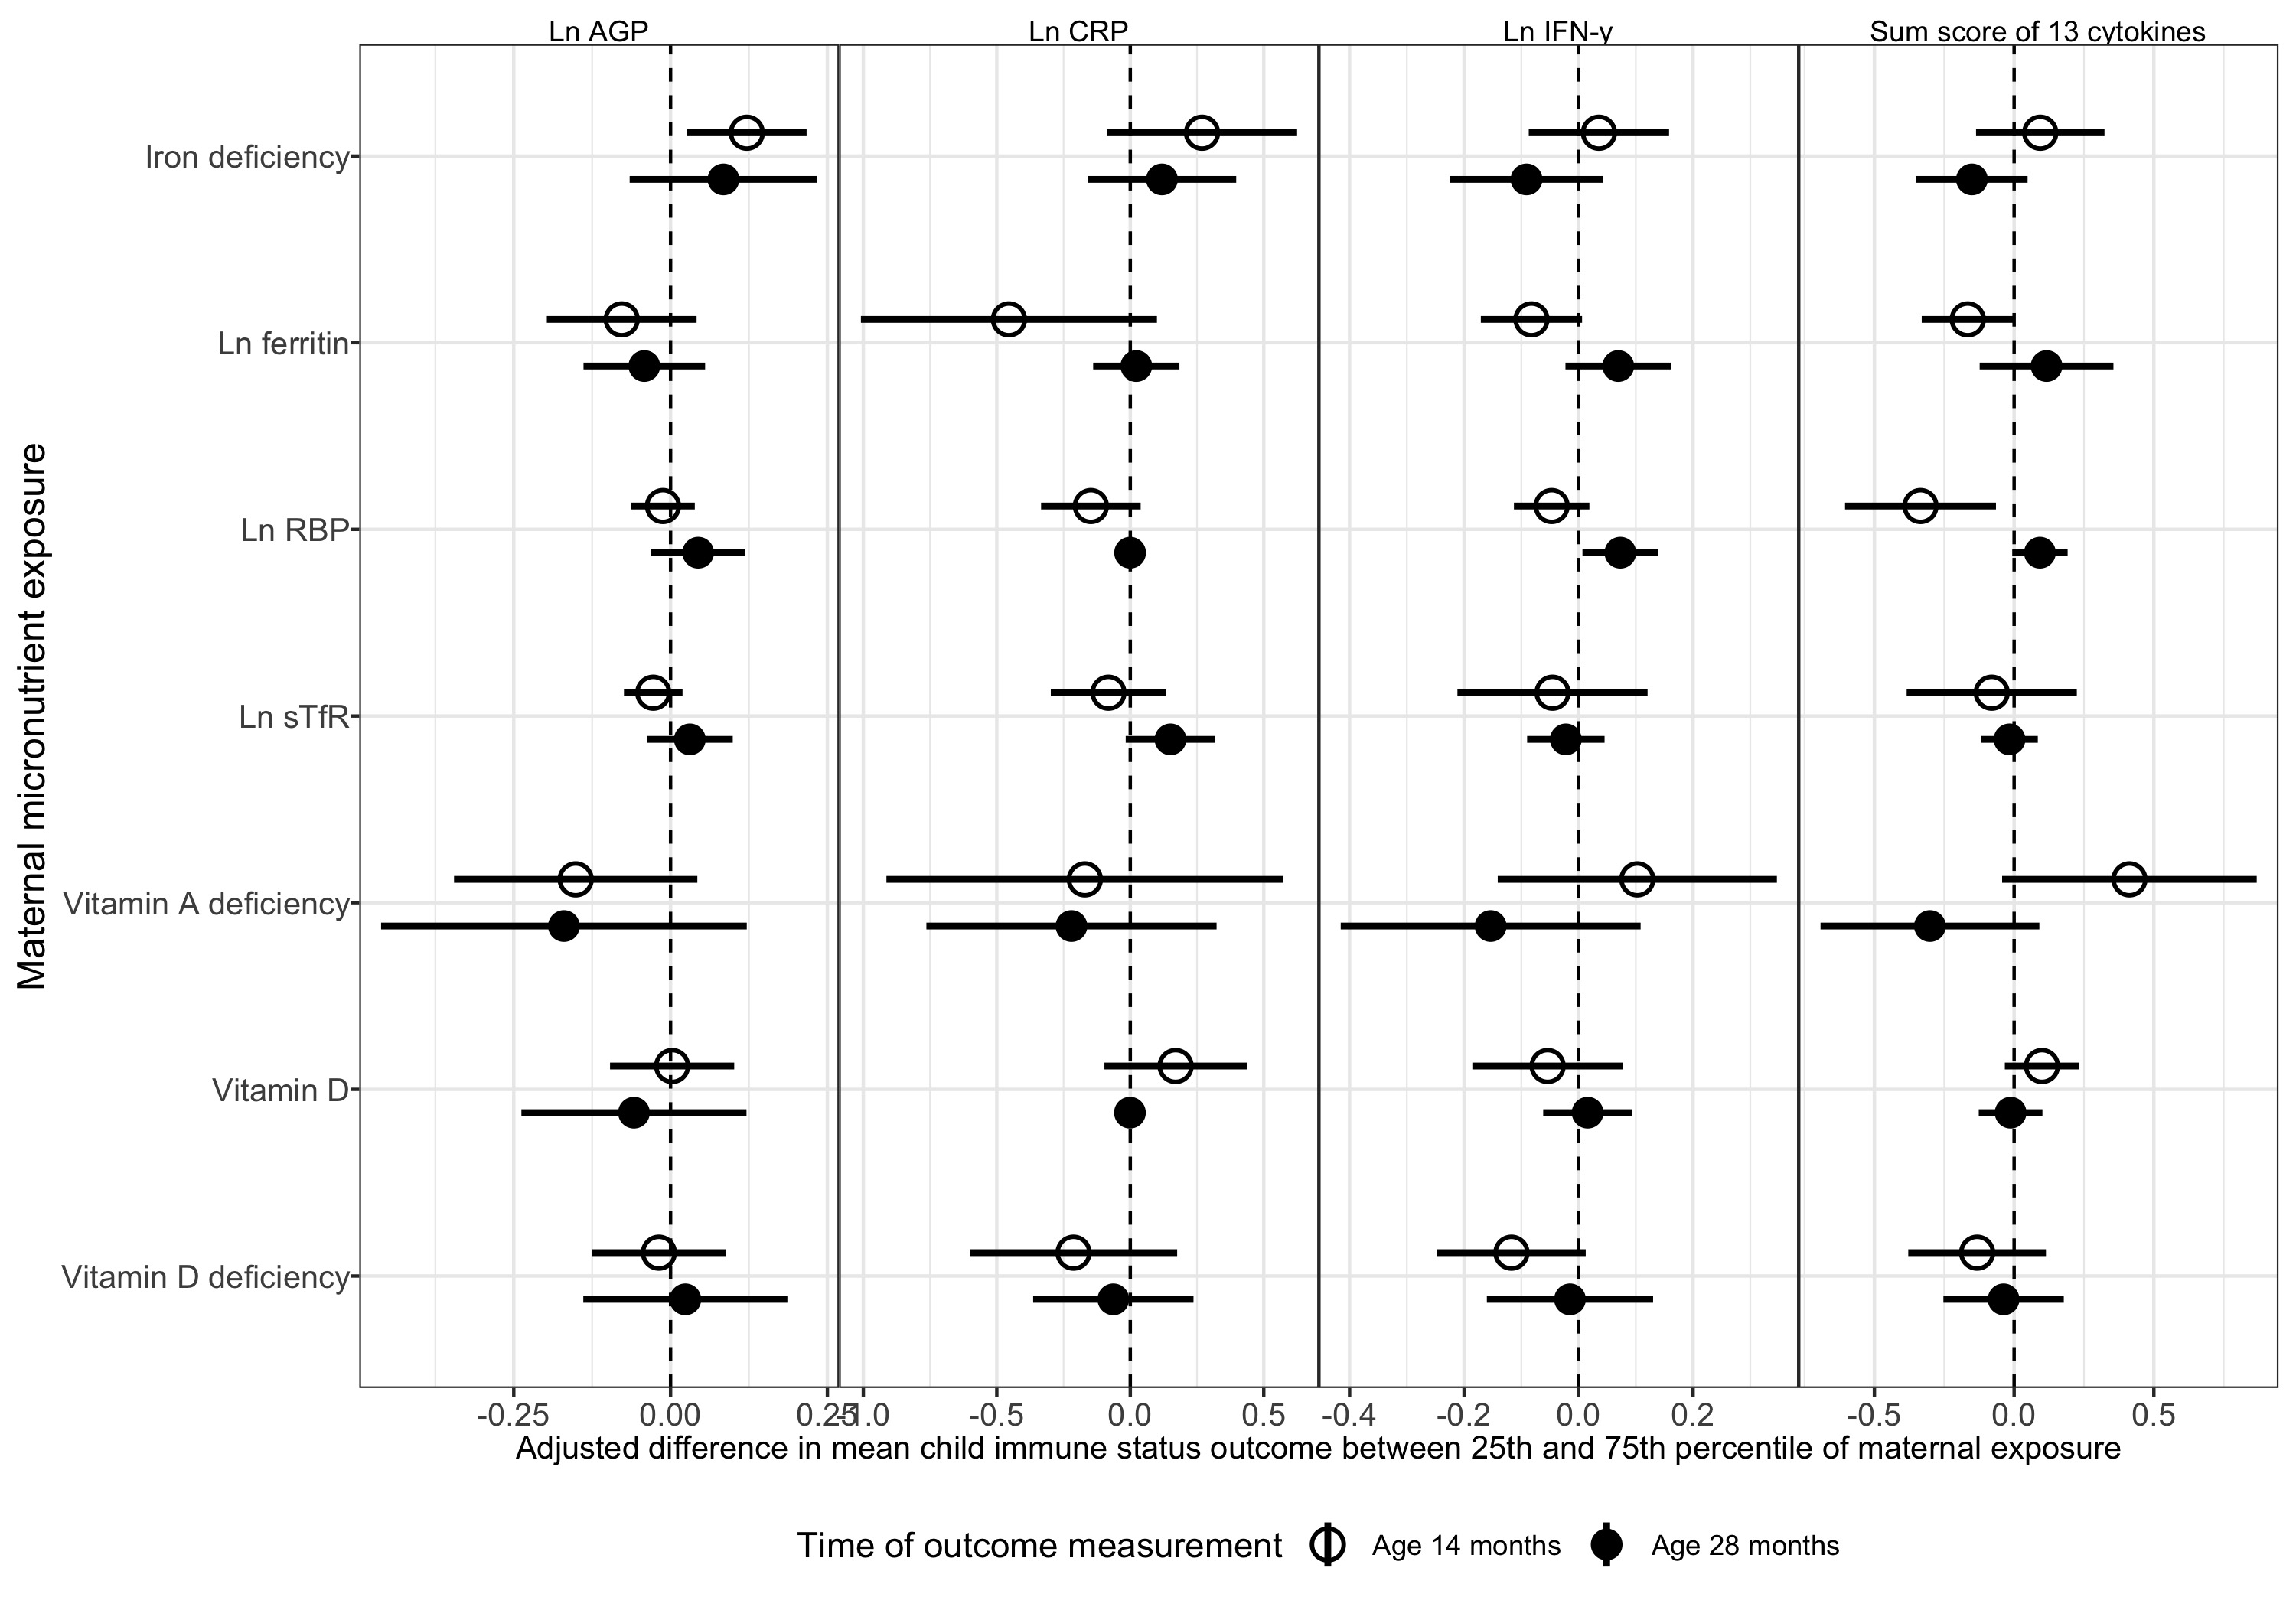 Ln AGP Ln CRP Ln IFN-y Sum score of 13 cytokines
Maternal micronutrient exposure
Iron deficiency
Ln ferritin
Ln RBP
Ln sTfR
Vitamin A deficiency
Vitamin D
Vitamin D deficiency
-0.25 0.00 0.25 -1.0 -0.5 0.0 0.5 -0.4 -0.2 0.0 0.2 -0.5 0.0 0.5
Adjusted difference in mean child immune status outcome between 25th and 75th percentile of maternal exposure
Time of outcome measurement Age 14 months Age 28 months